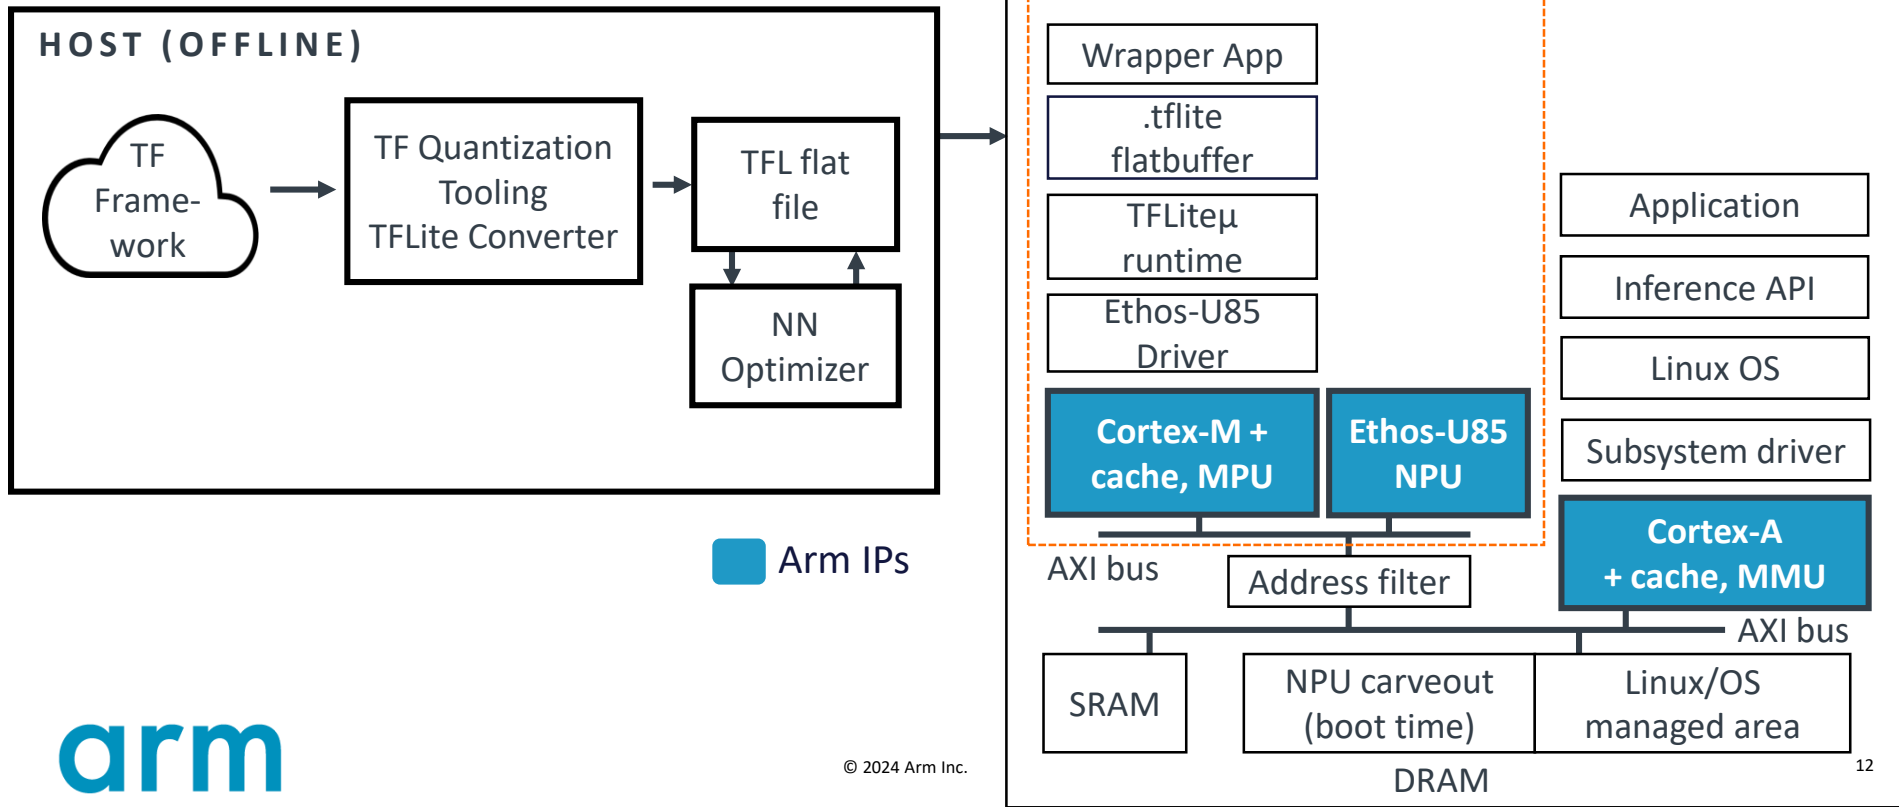 HOST (OFFLINE)
TF
Frame-
work
TF Quantization
Tooling
TFLite Converter
TFL flat
file
NN
Optimizer
Arm IPs
Wrapper App
.tflite
flatbuffer
TFLiteμ
runtime
Ethos-U85
Driver
Cortex-M +
cache, MPU
Ethos-U85
NPU
Application
Inference API
Linux OS
Subsystem driver
Cortex-A
+ cache, MMU
AXI bus
Address filter
AXI bus
SRAM
NPU carveout
(boot time)
Linux/OS
managed area
DRAM
arm
© 2024 Arm Inc.
12